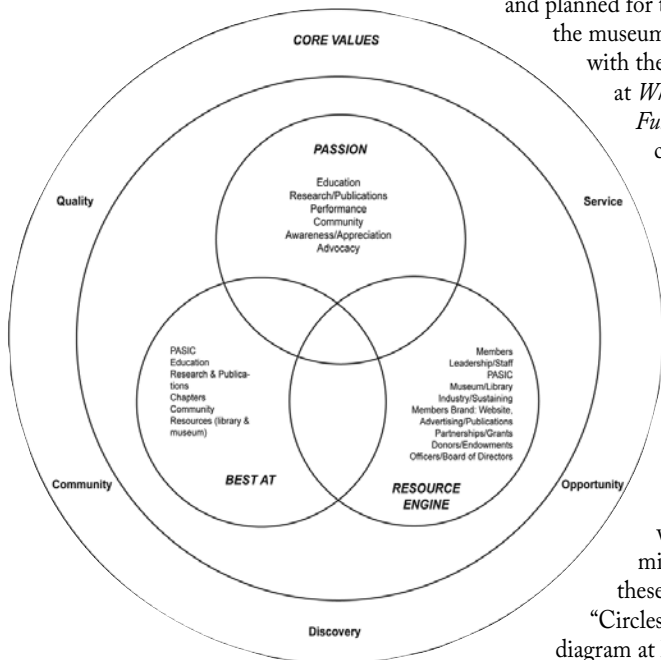 and planned for t
the museum
with the
at
Fu
CORE VALUES
PASSION
Education
Research/Publications
Performance
Community
Awareness/Appreciation
Advocacy
Quality
Service
PASIC
Education
Research & Publica-
tions
Chapters
Community
Resources (library &
museum)
BEST AT
Members
Leadership/Staff
PASIC
Museum/Library
Industry/Sustaining
Members Brand: Website,
Advertising/Publications
Partnerships/Grants
Donors/Endowments
Officers/Board of Directors
RESOURCE
ENGINE
Community
Opportunity
Discovery
mi
these
“Circles
diagram at